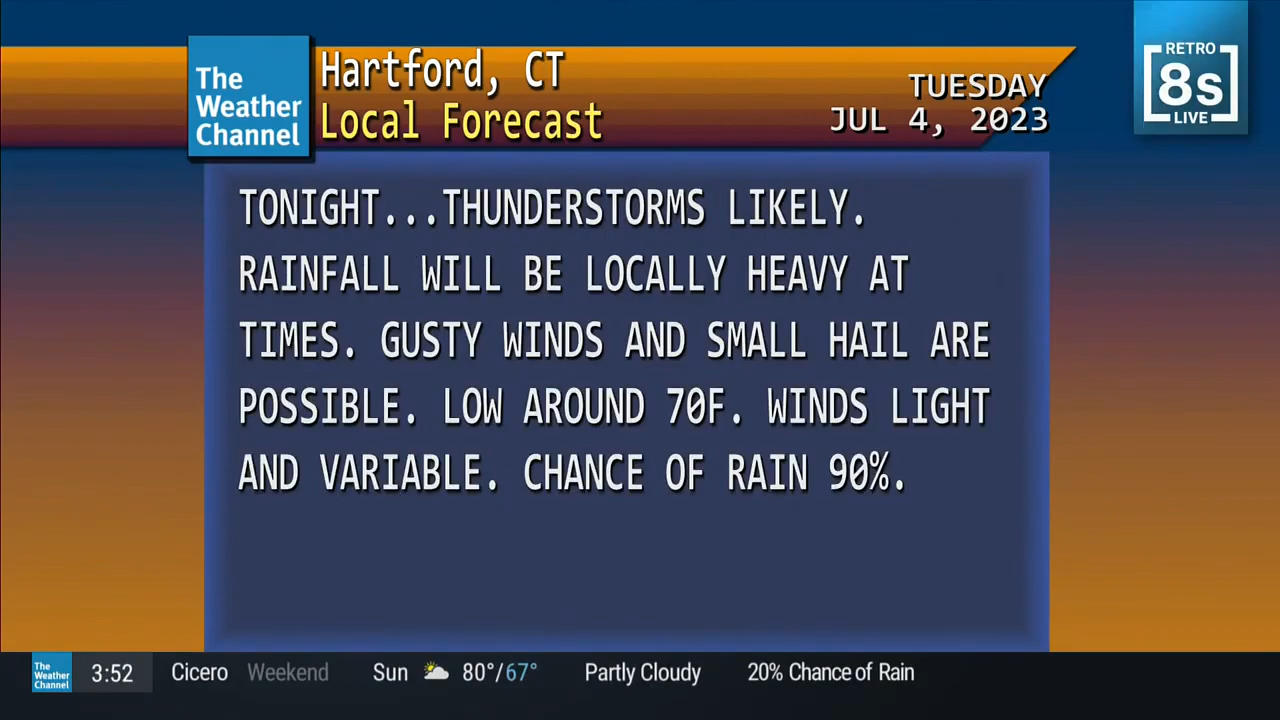 The
Weather
Channel
Hartford, CT
Local Forecast
TUESDAY
JUL 4, 2023
RETRO
8s
LIVE
TONIGHT...THUNDERSTORMS LIKELY.
RAINFALL WILL BE LOCALLY HEAVY AT
TIMES. GUSTY WINDS AND SMALL HAIL ARE
POSSIBLE. LOW AROUND 70F. WINDS LIGHT
AND VARIABLE. CHANCE OF RAIN 90%.
The
Weather
Channel
3:52 Cicero Weekend Sun 80°/67° Partly Cloudy 20% Chance of Rain